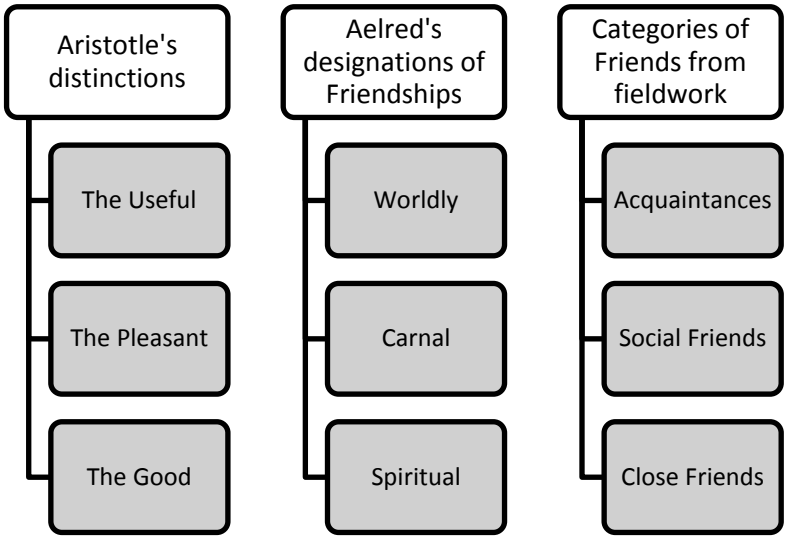 Aristotle's
distinctions
The Useful
The Pleasant
The Good
Aelred's
designations of
Friendships
Worldly
Carnal
Spiritual
Categories of
Friends from
fieldwork
Acquaintances
Social Friends
Close Friends